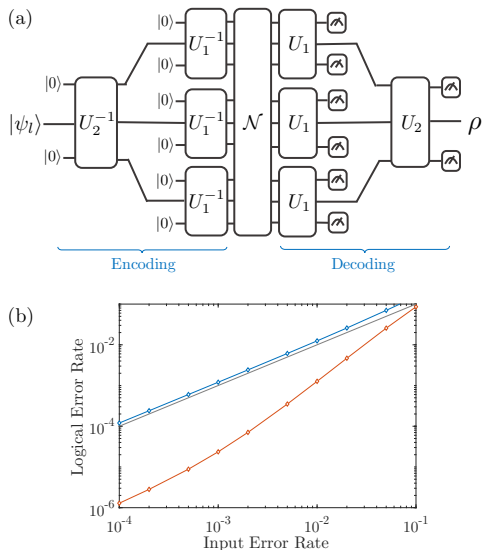 (a)
|0⟩
|0⟩
|0⟩
|0⟩
|0⟩
|0⟩
|0⟩
|0⟩
|ψ_l⟩
U_2^{-1}
U_1^{-1}
U_1^{-1}
U_1^{-1}
𝒩
U_1
U_1
U_1
U_2
ρ
Encoding
Decoding
(b)
Logical Error Rate
10^{-2}
10^{-4}
10^{-6}
10^{-4}
10^{-3}
10^{-2}
10^{-1}
Input Error Rate